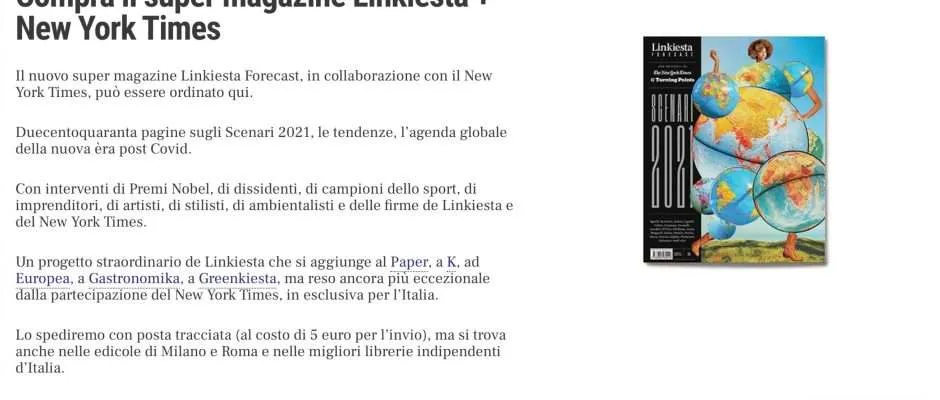 Compra il super magazine Linkiesta +
New York Times
Il nuovo super magazine Linkiesta Forecast, in collaborazione con il New
York Times, può essere ordinato qui.
Duecentoquaranta pagine sugli Scenari 2021, le tendenze, l’agenda globale
della nuova èra post Covid.
Con interventi di Premi Nobel, di dissidenti, di campioni dello sport, di
imprenditori, di artisti, di stilisti, di ambientalisti e delle firme de Linkiesta e
del New York Times.
Un progetto straordinario de Linkiesta che si aggiunge al Paper, a K, ad
Europea, a Gastronomika, a Greenkiesta, ma reso ancora più eccezionale
dalla partecipazione del New York Times, in esclusiva per l’Italia.
Lo spediremo con posta tracciata (al costo di 5 euro per l’invio), ma si trova
anche nelle edicole di Milano e Roma e nelle migliori librerie indipendenti
d’Italia.
Linkiesta
FORECAST
The New York Times
Turning Points
SCENARI
2021